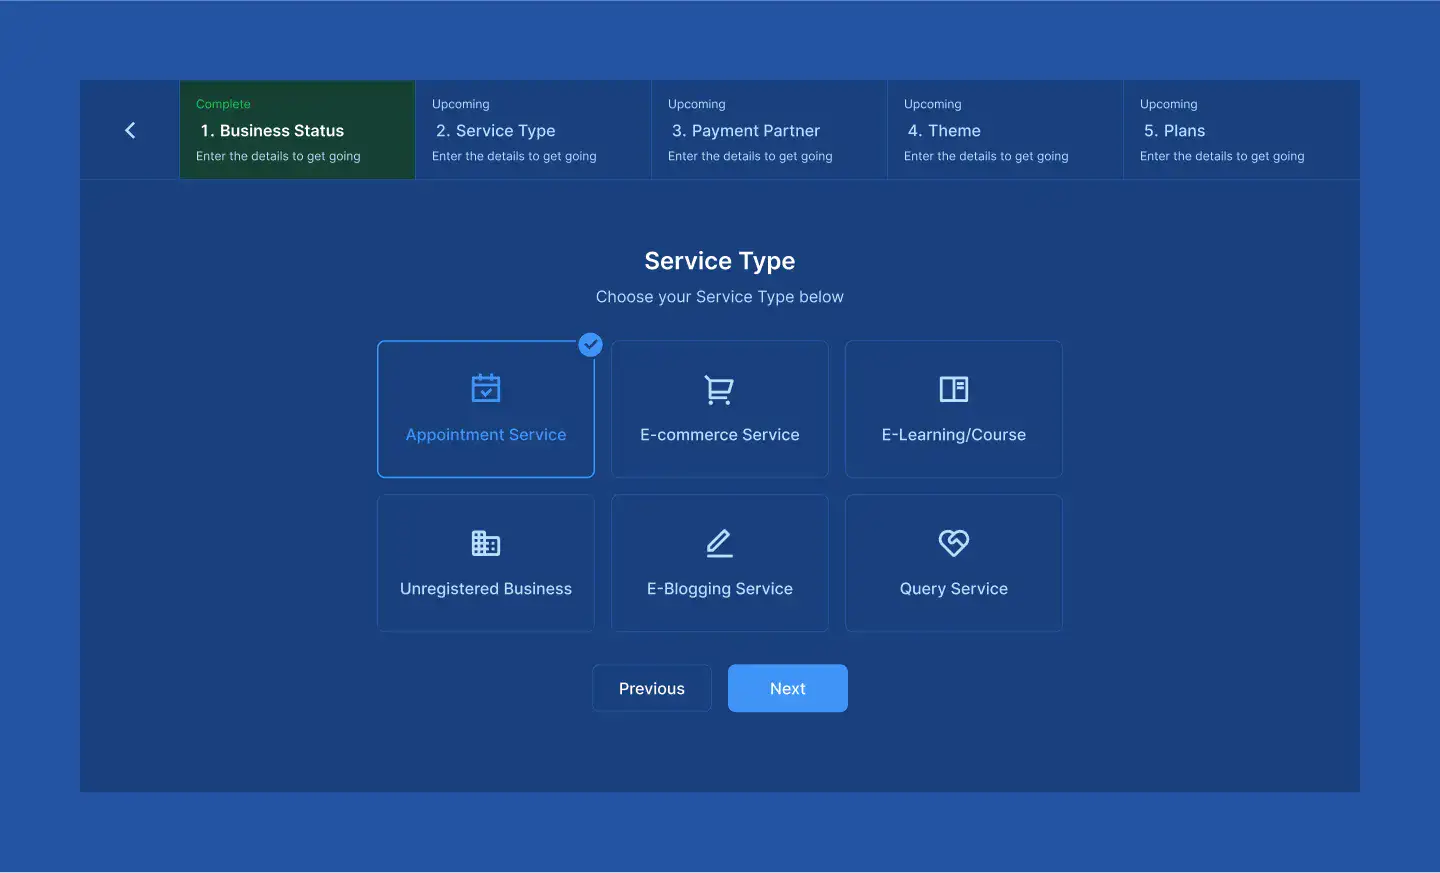 Complete
1. Business Status
Enter the details to get going
Upcoming
2. Service Type
Enter the details to get going
Upcoming
3. Payment Partner
Enter the details to get going
Upcoming
4. Theme
Enter the details to get going
Upcoming
5. Plans
Enter the details to get going
Service Type
Choose your Service Type below
Appointment Service
E-commerce Service
E-Learning/Course
Unregistered Business
E-Blogging Service
Query Service
Previous
Next